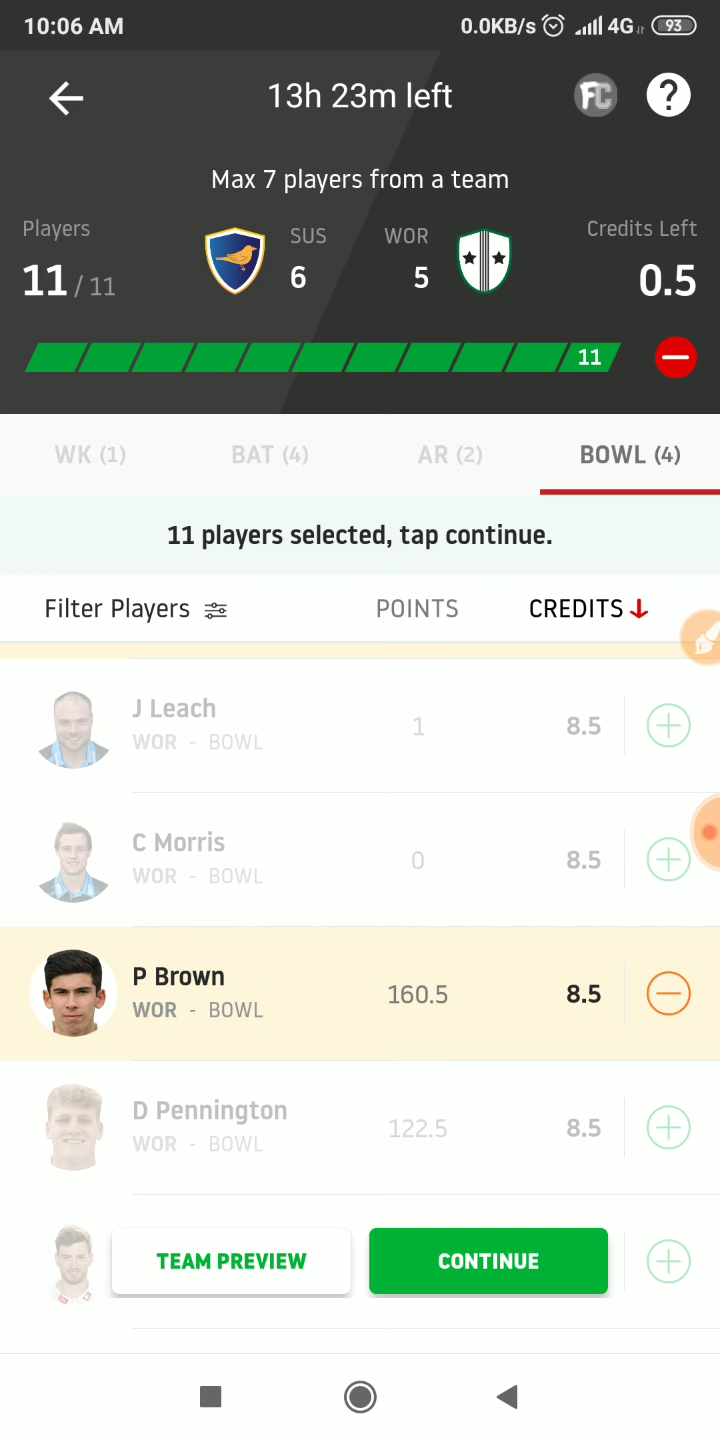 10:06 AM
0.0KB/s 4G 93
13h 23m left
FC ?
Max 7 players from a team
Players SUS WOR Credits Left
11 / 11 6 5 0.5
11
WK (1) BAT (4) AR (2) BOWL (4)
11 players selected, tap continue.
Filter Players POINTS CREDITS
J Leach
WOR - BOWL 1 8.5
C Morris
WOR - BOWL 0 8.5
P Brown
WOR - BOWL 160.5 8.5
D Pennington
WOR - BOWL 122.5 8.5
TEAM PREVIEW CONTINUE